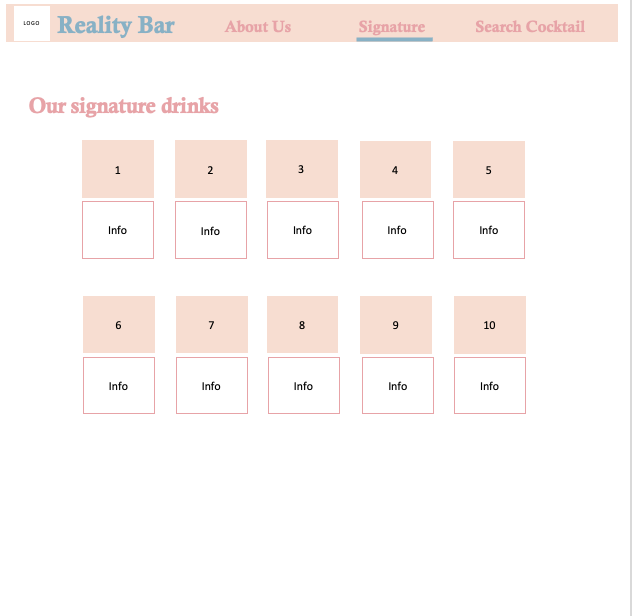 LOGO Reality Bar About Us Signature Search Cocktail
Our signature drinks
1 2 3 4 5
Info Info Info Info Info
6 7 8 9 10
Info Info Info Info Info